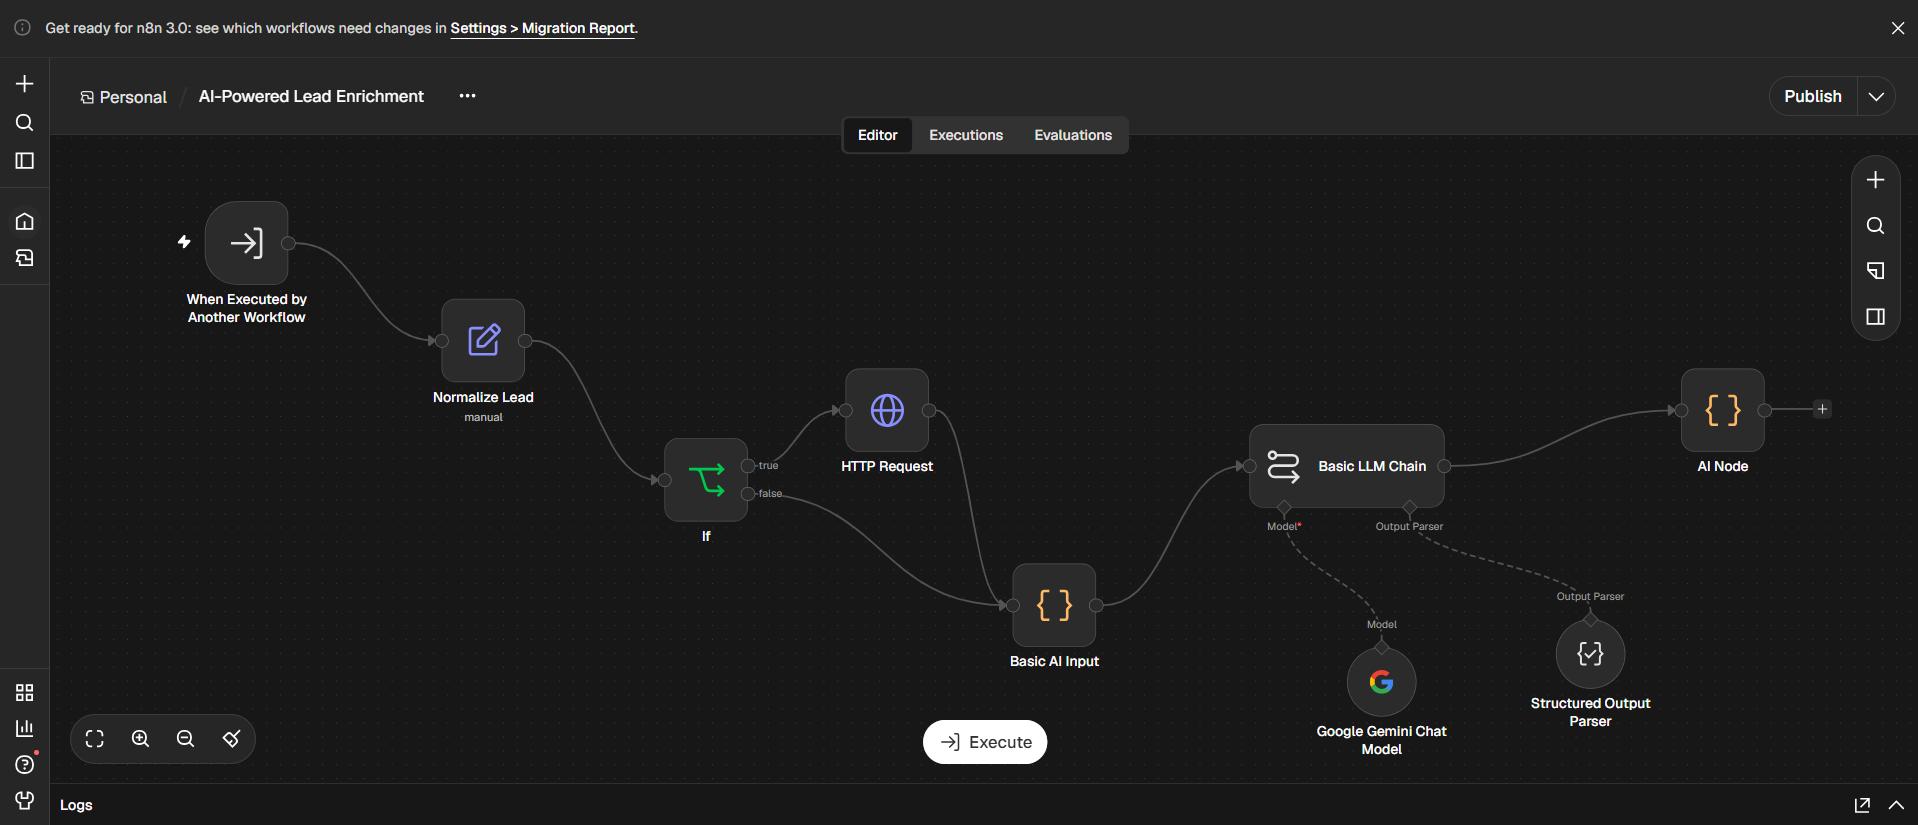 Get ready for n8n 3.0: see which workflows need changes in Settings > Migration Report.
Personal / AI-Powered Lead Enrichment
Publish
Editor Executions Evaluations
When Executed by
Another Workflow
Normalize Lead
manual
If
true
false
HTTP Request
Basic AI Input
Basic LLM Chain
Model*
Output Parser
Model
Google Gemini Chat
Model
Output Parser
Structured Output
Parser
AI Node
Execute
Logs